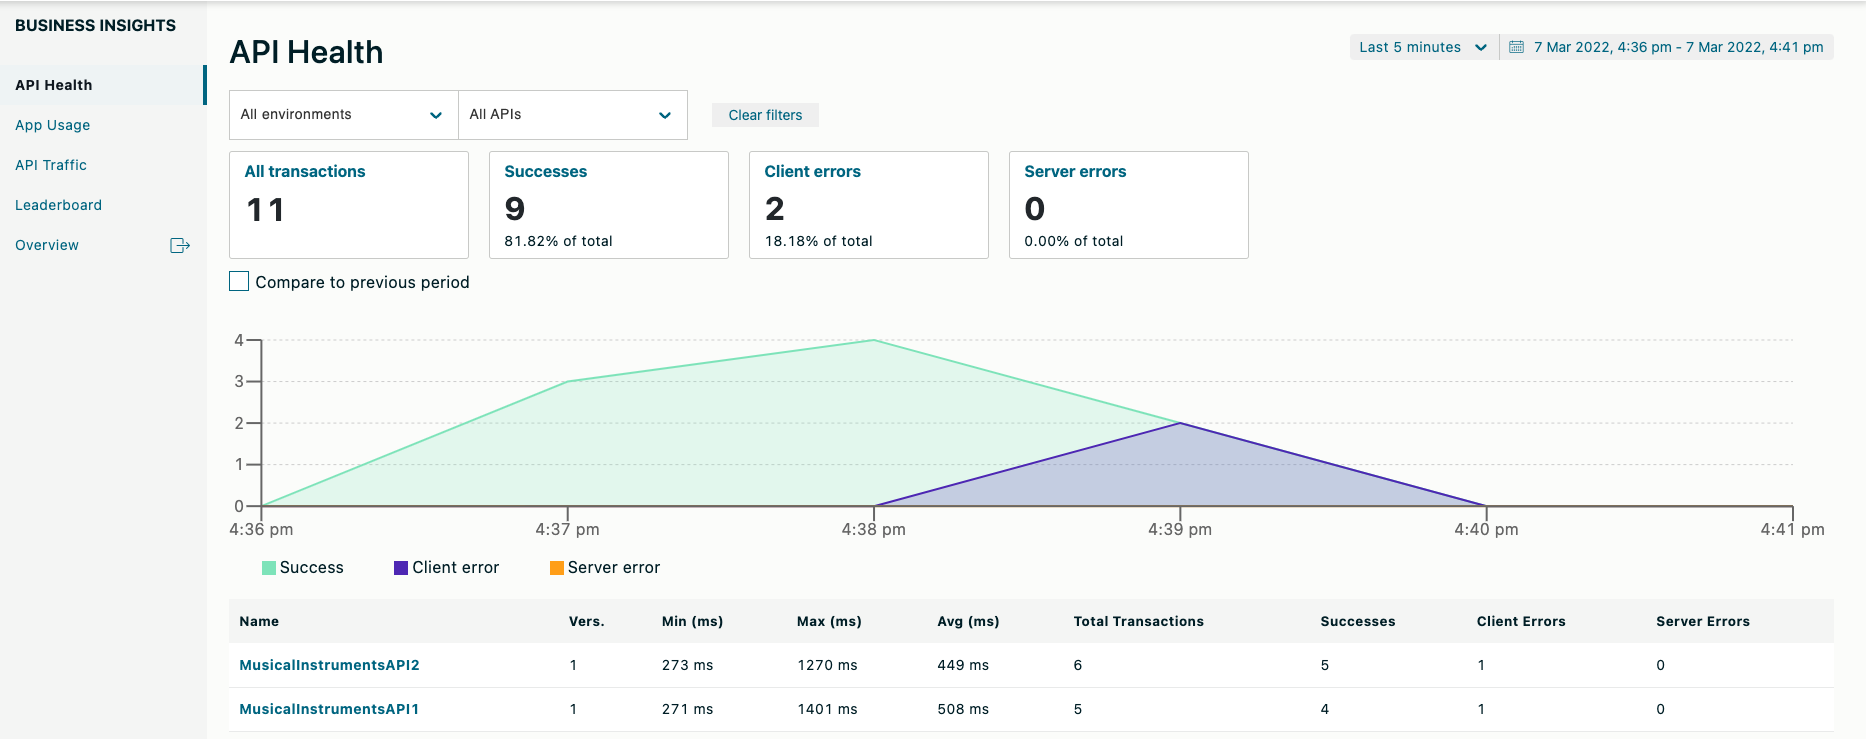 BUSINESS INSIGHTS
API Health
App Usage
API Traffic
Leaderboard
Overview
API Health
Last 5 minutes 7 Mar 2022, 4:36 pm - 7 Mar 2022, 4:41 pm
All environments All APIs Clear filters
All transactions Successes Client errors Server errors
11 9 2 0
81.82% of total 18.18% of total 0.00% of total
Compare to previous period
4
3
2
1
0
4:36 pm 4:37 pm 4:38 pm 4:39 pm 4:40 pm 4:41 pm
Success Client error Server error
Name Vers. Min (ms) Max (ms) Avg (ms) Total Transactions Successes Client Errors Server Errors
MusicalInstrumentsAPI2 1 273 ms 1270 ms 449 ms 6 5 1 0
MusicalInstrumentsAPI1 1 271 ms 1401 ms 508 ms 5 4 1 0